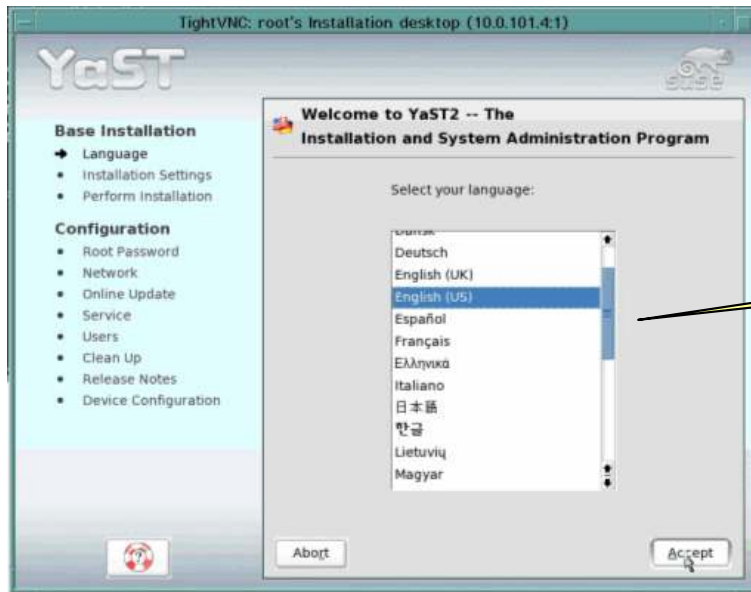 TightVNC: root's Installation desktop (10.0.101.4:1)
YaST
SuSE
Base Installation
Language
Installation Settings
Perform Installation
Configuration
Root Password
Network
Online Update
Service
Users
Clean Up
Release Notes
Device Configuration
Welcome to YaST2 -- The
Installation and System Administration Program
Select your language:
Dansk
Deutsch
English (UK)
English (US)
Español
Français
Ελληνικά
Italiano
日本語
한글
Lietuvių
Magyar
Abort
Accept